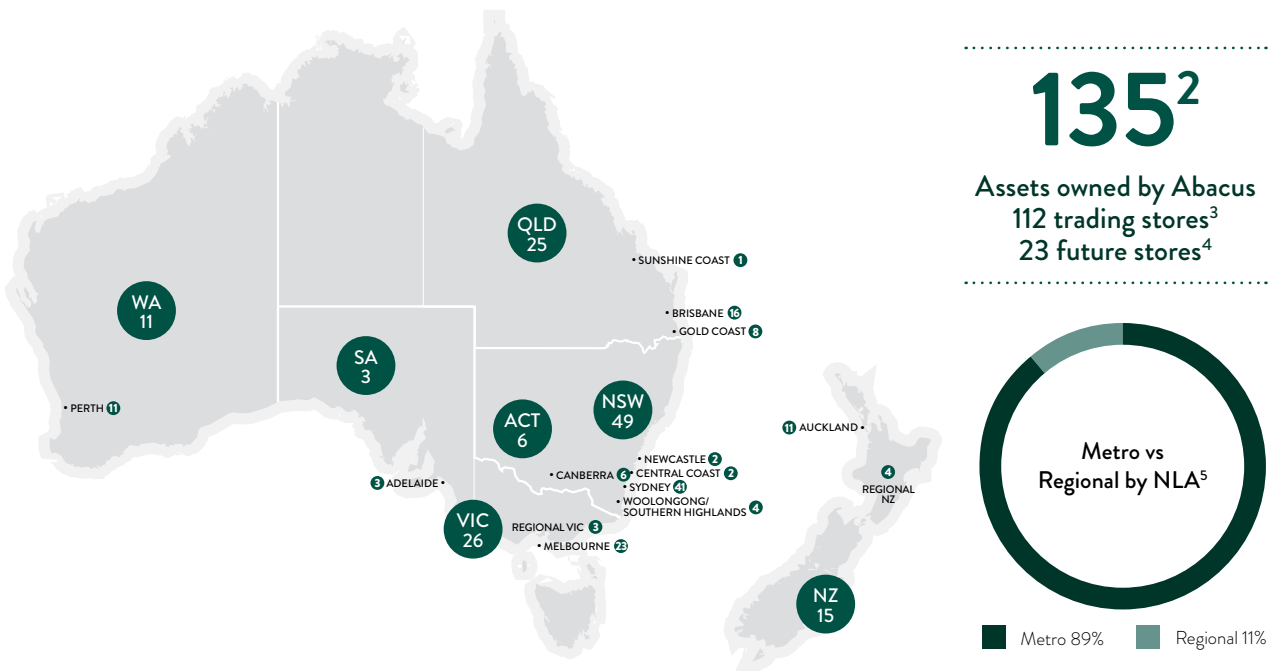 QLD
25
• SUNSHINE COAST 1
• BRISBANE 16
• GOLD COAST 8
WA
11
• PERTH 11
SA
3
3 ADELAIDE •
ACT
6
NSW
49
• NEWCASTLE 2
• CANBERRA 6
• CENTRAL COAST 2
• SYDNEY 41
• WOOLONGONG/
SOUTHERN HIGHLANDS 4
VIC
26
REGIONAL VIC 3
• MELBOURNE 23
11 AUCKLAND •
4
REGIONAL
NZ
NZ
15
135²
Assets owned by Abacus
112 trading stores³
23 future stores⁴
Metro vs
Regional by NLA⁵
Metro 89%
Regional 11%